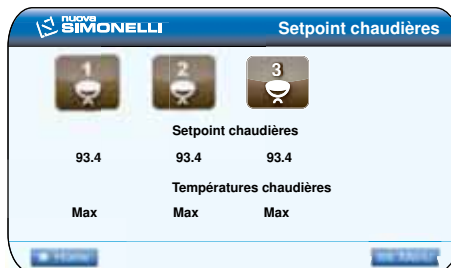 nuova SIMONELLI Setpoint chaudières
1 2 3
Setpoint chaudières
93.4 93.4 93.4
Températures chaudières
Max Max Max
Home